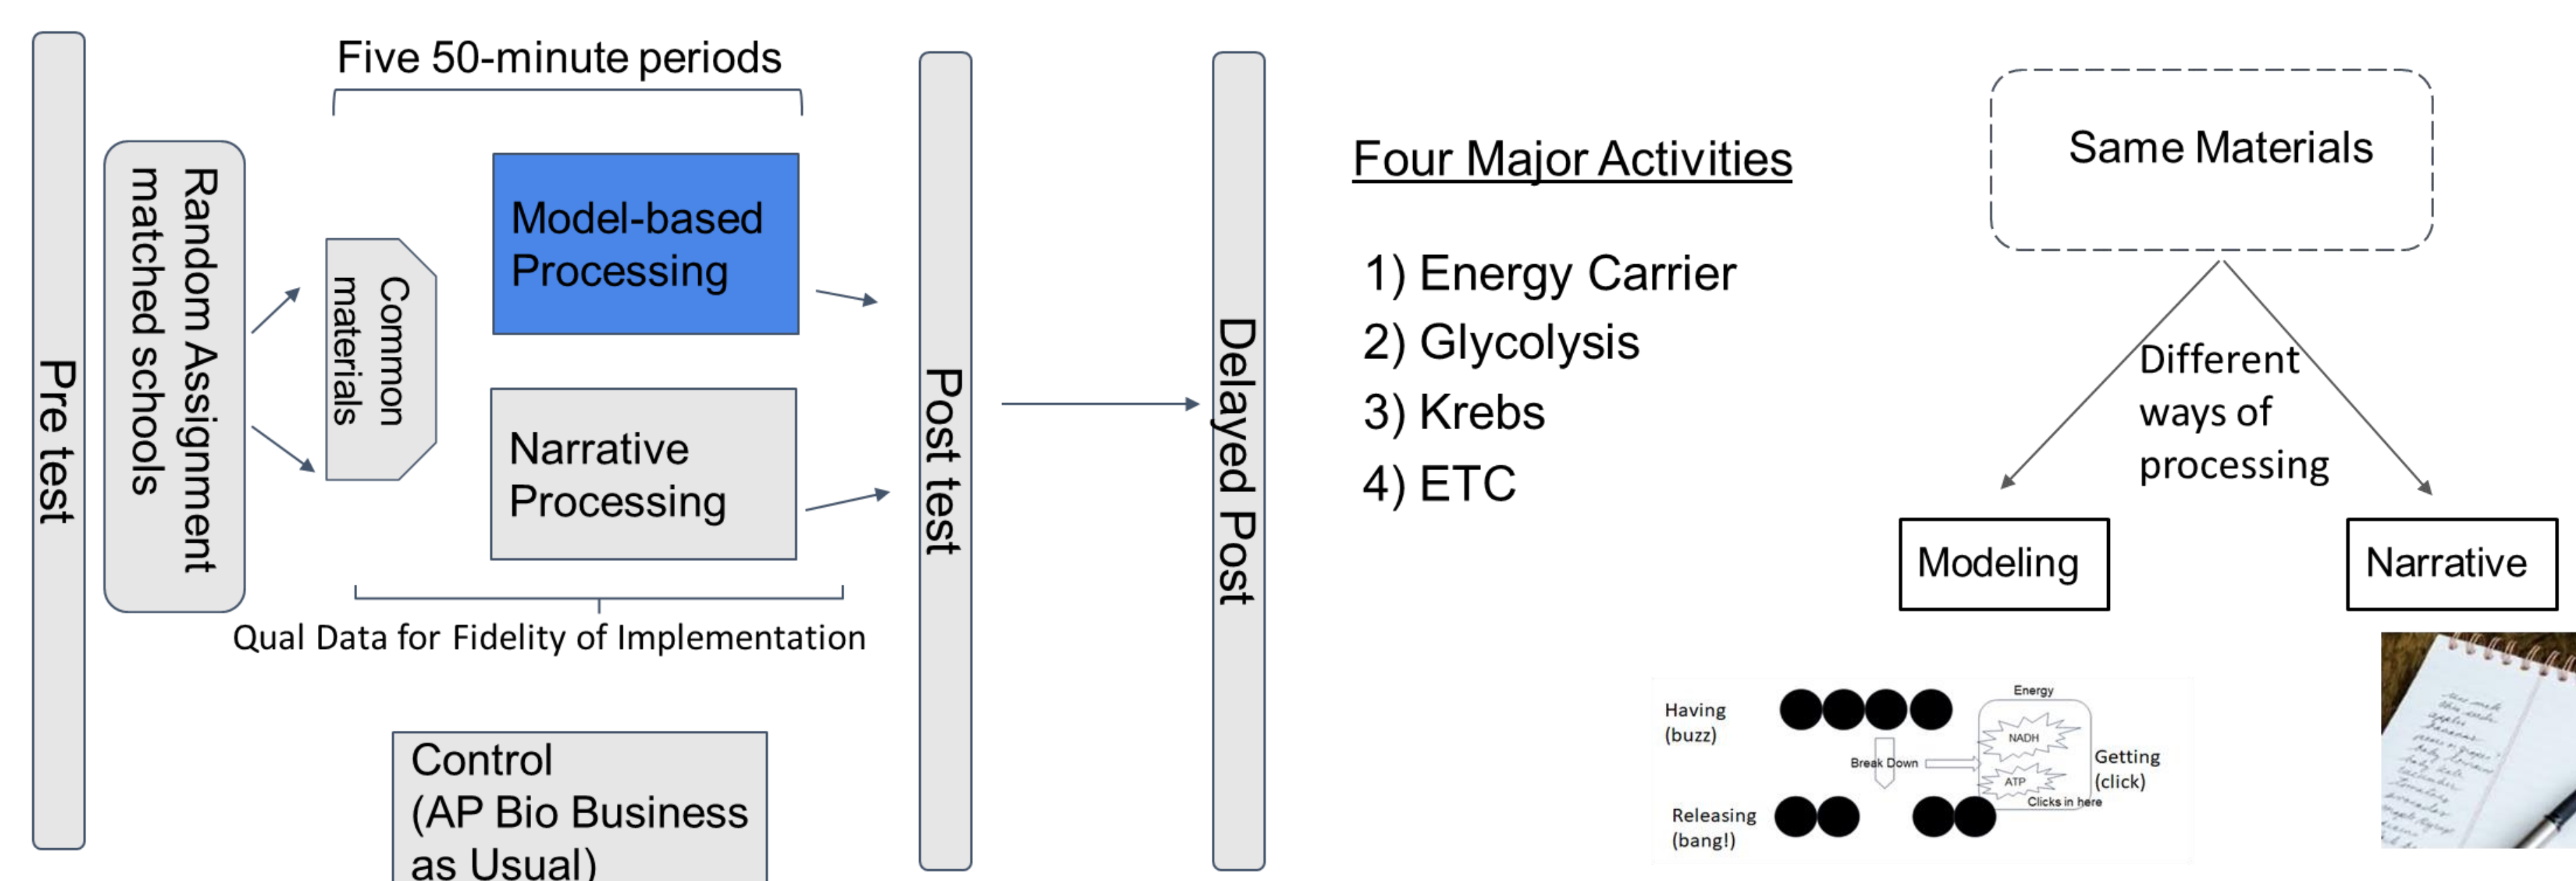 Pre test
Random Assignment
matched schools
Five 50-minute periods
Common
materials
Model-based
Processing
Narrative
Processing
Qual Data for Fidelity of Implementation
Control
(AP Bio Business
as Usual)
Post test
Delayed Post
Four Major Activities
1) Energy Carrier
2) Glycolysis
3) Krebs
4) ETC
Same Materials
Different
ways of
processing
Modeling
Narrative
Having
(buzz)
Energy
NADH
Break Down
ATP
Clicks in here
Getting
(click)
Releasing
(bang!)